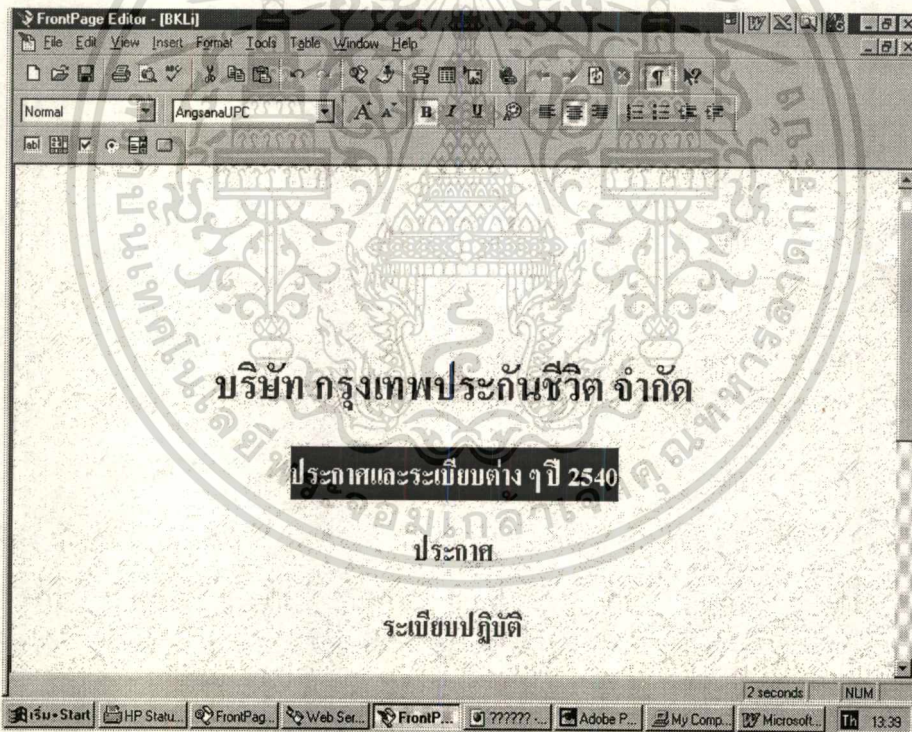 FrontPage Editor - [BKLi]
File Edit View Insert Format Tools Table Window Help
Normal AngsanaUPC
บริษัท กรุงเทพประกันชีวิต จำกัด
ประกาศและระเบียบต่าง ๆ ปี 2540
ประกาศ
ระเบียบปฏิบัติ
2 seconds NUM
เริ่ม-Start HP Statu... FrontPag... Web Ser... FrontP... ?????? -... Adobe P... My Comp... Microsoft... Th 13:39